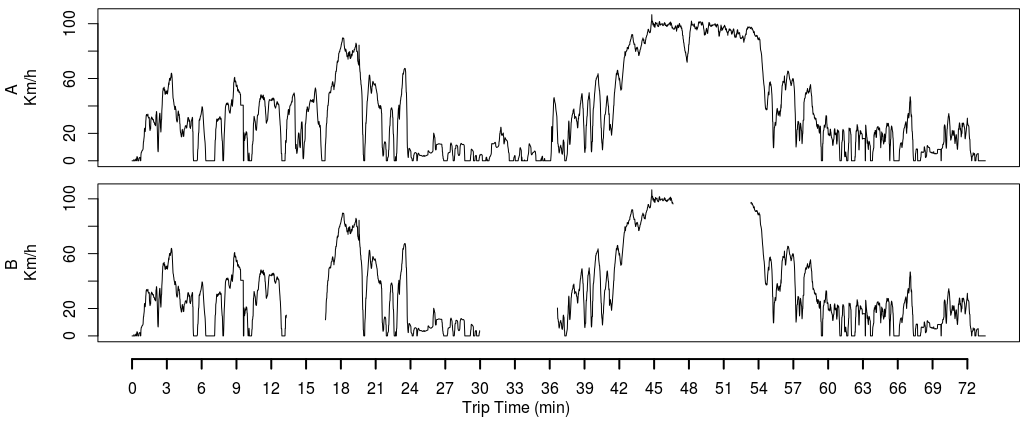 A
Km/h
0 20 60 100
B
Km/h
0 20 60 100
0 3 6 9 12 15 18 21 24 27 30 33 36 39 42 45 48 51 54 57 60 63 66 69 72
Trip Time (min)